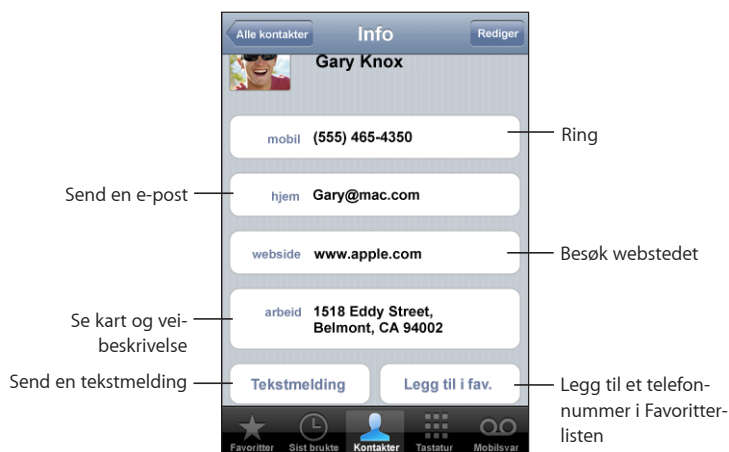 Alle kontakter Info Rediger
Gary Knox
mobil (555) 465-4350
Ring
Send en e-post
hjem Gary@mac.com
webside www.apple.com
Besøk webstedet
Se kart og vei-
beskrivelse
arbeid 1518 Eddy Street,
Belmont, CA 94002
Send en tekstmelding
Tekstmelding Legg til i fav.
Legg til et telefon-
nummer i Favoritter-
listen
Favoritter Sist brukte Kontakter Tastatur Mobilsvar